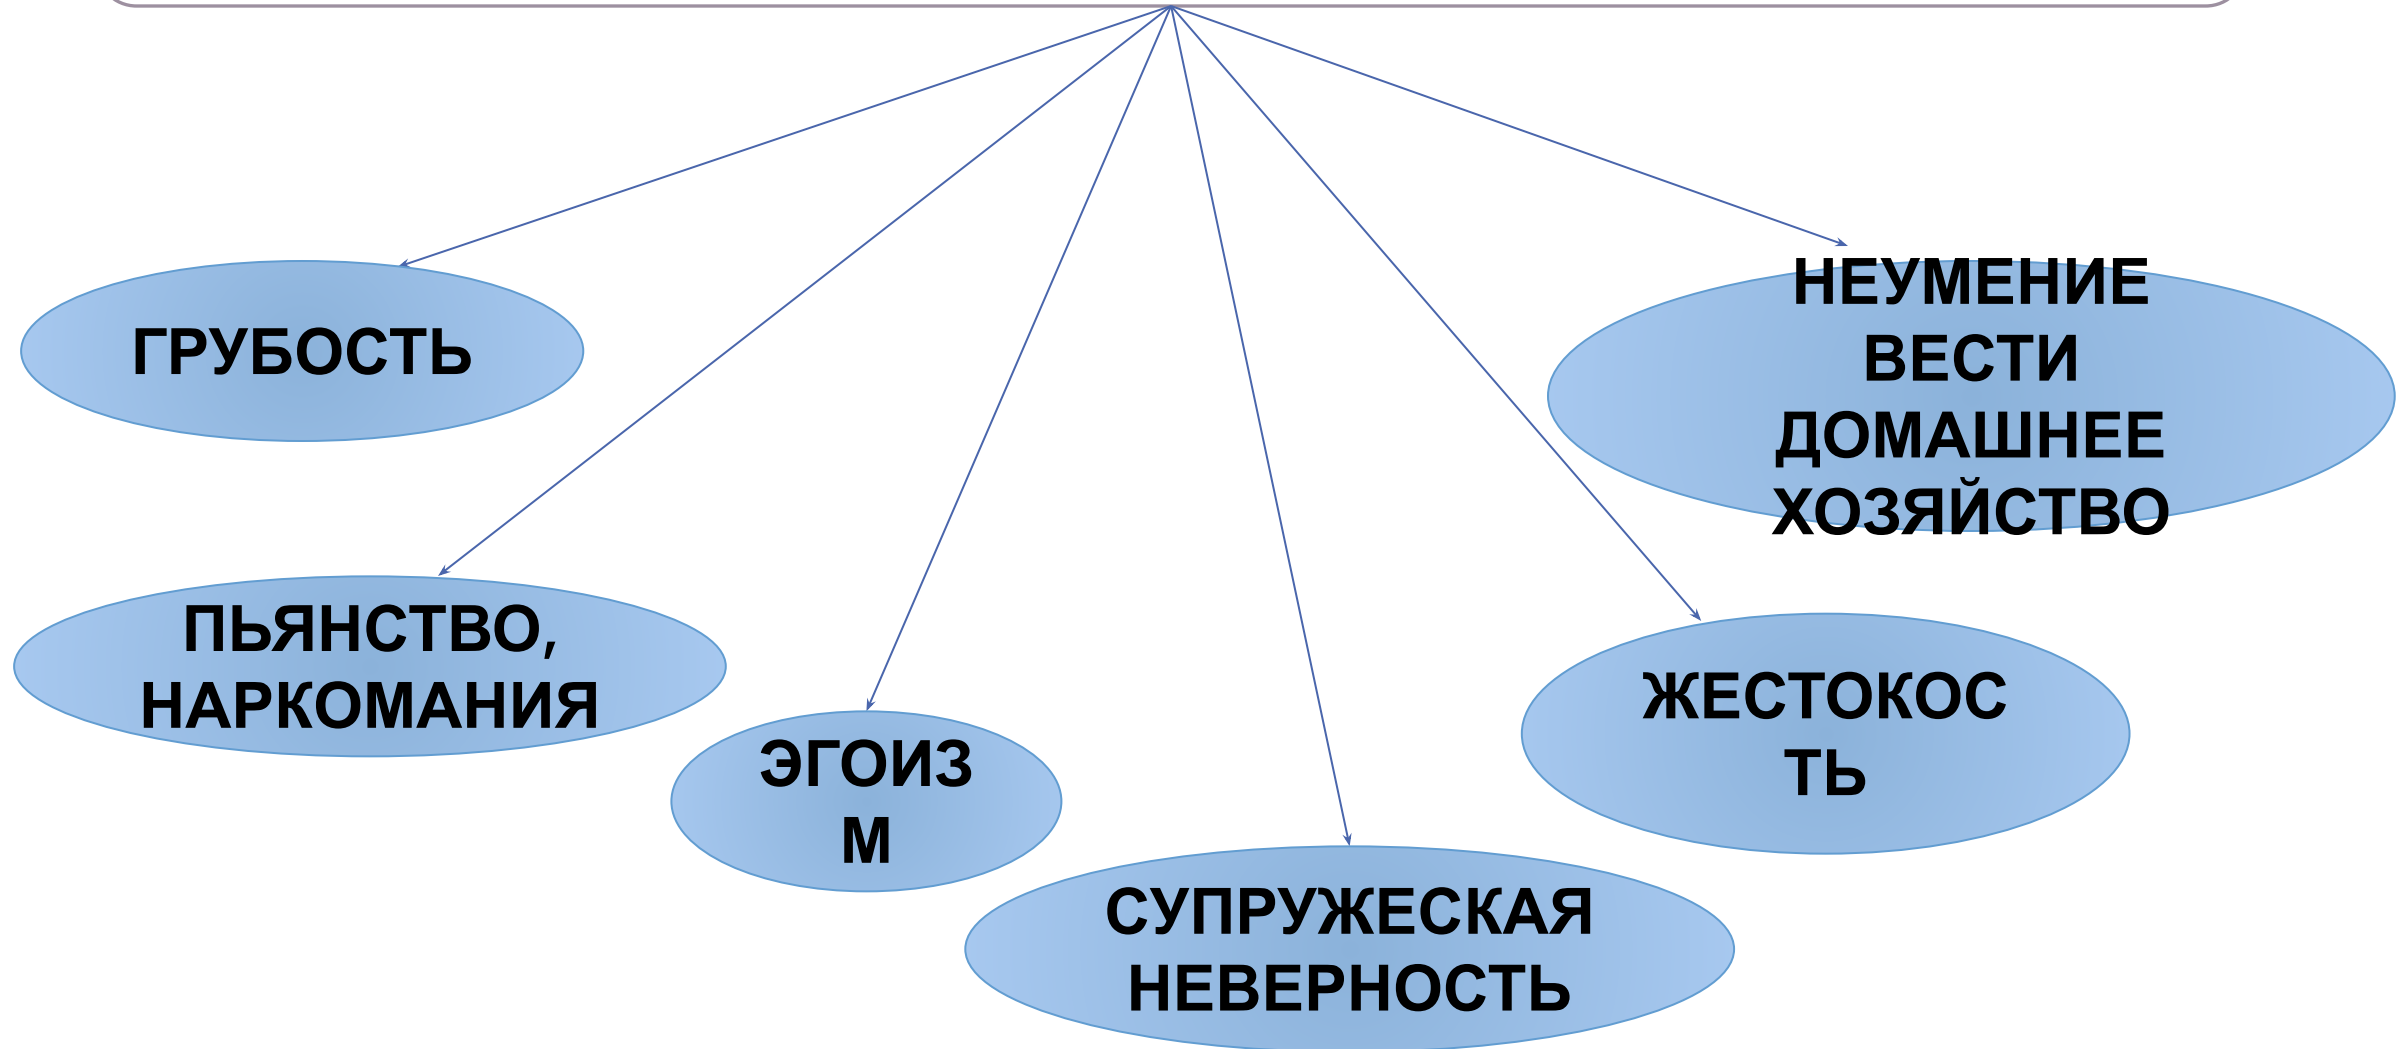 ГРУБОСТЬ
НЕУМЕНИЕ
ВЕСТИ
ДОМАШНЕЕ
ХОЗЯЙСТВО
ПЬЯНСТВО,
НАРКОМАНИЯ
ЭГОИЗ
М
ЖЕСТОКОС
ТЬ
СУПРУЖЕСКАЯ
НЕВЕРНОСТЬ